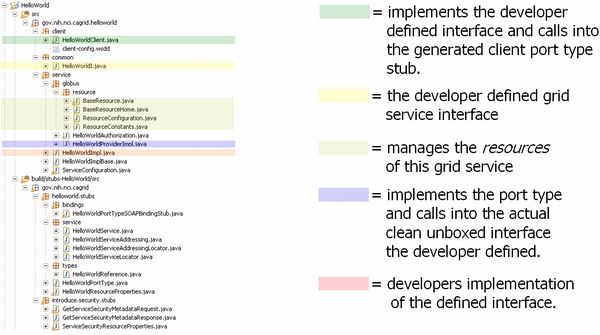 HelloWorld
src
gov.nih.nci.cagrid.helloworld
client
HelloWorldClient.java
client-config.wsdd
common
HelloWorldI.java
service
globus
resource
BaseResource.java
BaseResourceHome.java
ResourceConfiguration.java
ResourceConstants.java
HelloWorldAuthorization.java
HelloWorldProviderImpl.java
HelloWorldImpl.java
HelloWorldImplBase.java
ServiceConfiguration.java
build/stubs-HelloWorld/src
gov.nih.nci.cagrid
helloworld.stubs
bindings
HelloWorldPortTypeSOAPBindingStub.java
service
HelloWorldService.java
HelloWorldServiceAddressing.java
HelloWorldServiceAddressingLocator.java
HelloWorldServiceLocator.java
types
HelloWorldReference.java
HelloWorldPortType.java
HelloWorldResourceProperties.java
introduce.security.stubs
GetServiceSecurityMetadataRequest.java
GetServiceSecurityMetadataResponse.java
ServiceSecurityResourceProperties.java
= implements the developer
defined interface and calls into
the generated client port type
stub.
= the developer defined grid
service interface
= manages the resources
of this grid service
= implements the port type
and calls into the actual
clean unboxed interface
the developer defined.
= developers implementation
of the defined interface.